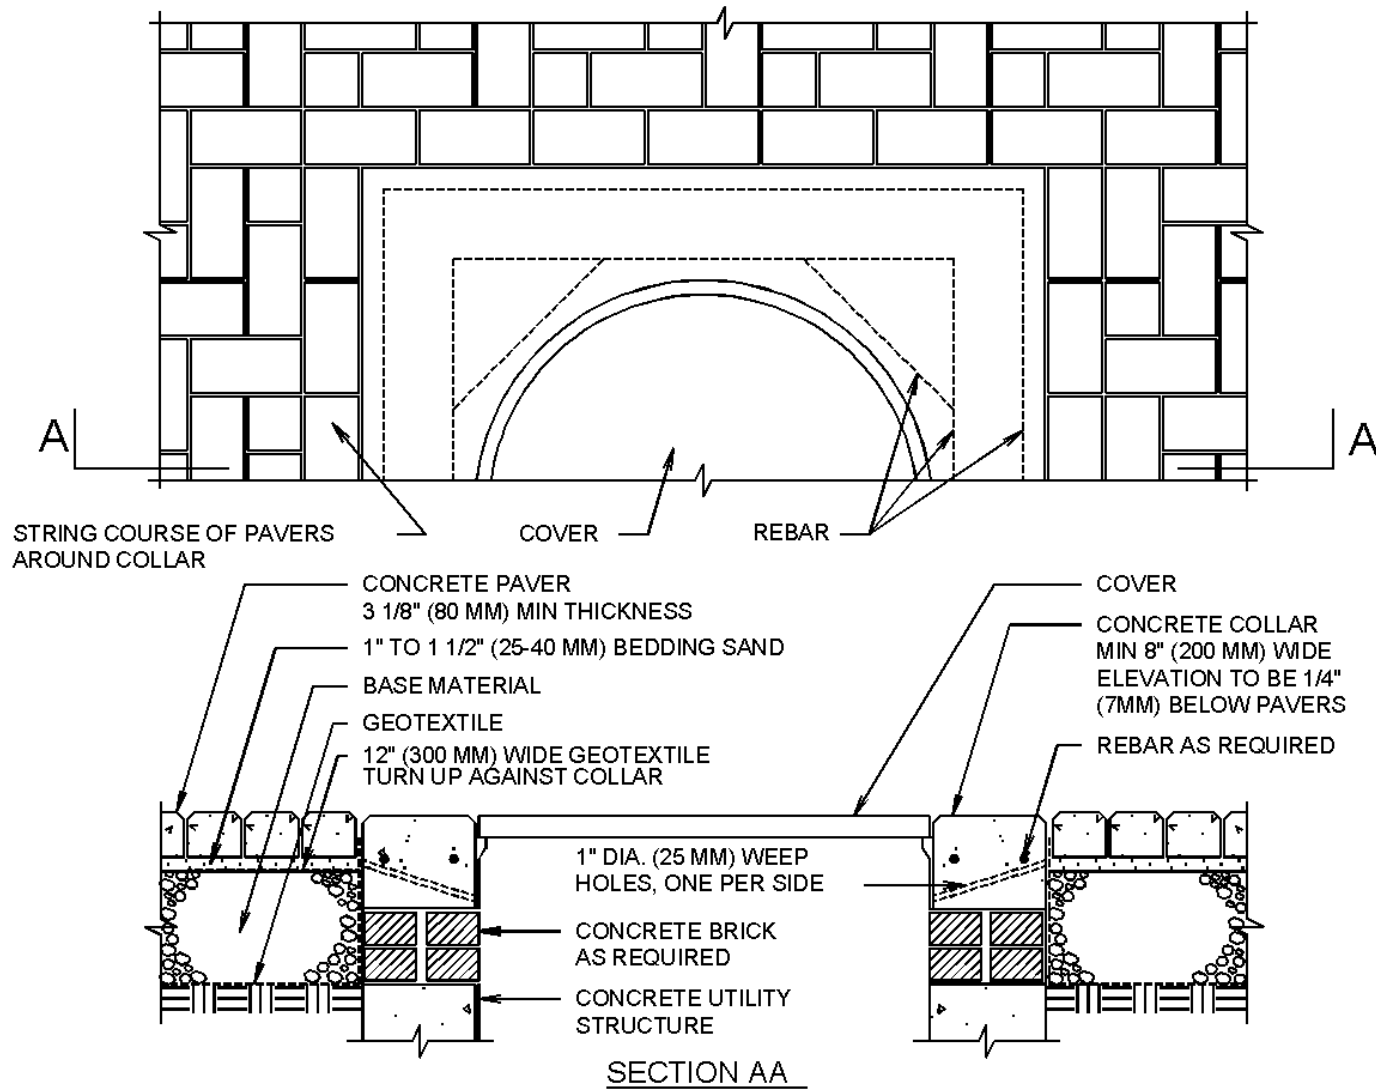 A
A
STRING COURSE OF PAVERS
AROUND COLLAR
COVER
REBAR
CONCRETE PAVER
3 1/8" (80 MM) MIN THICKNESS
1" TO 1 1/2" (25-40 MM) BEDDING SAND
BASE MATERIAL
GEOTEXTILE
12" (300 MM) WIDE GEOTEXTILE
TURN UP AGAINST COLLAR
COVER
CONCRETE COLLAR
MIN 8" (200 MM) WIDE
ELEVATION TO BE 1/4"
(7MM) BELOW PAVERS
REBAR AS REQUIRED
1" DIA. (25 MM) WEEP
HOLES, ONE PER SIDE
CONCRETE BRICK
AS REQUIRED
CONCRETE UTILITY
STRUCTURE
SECTION AA